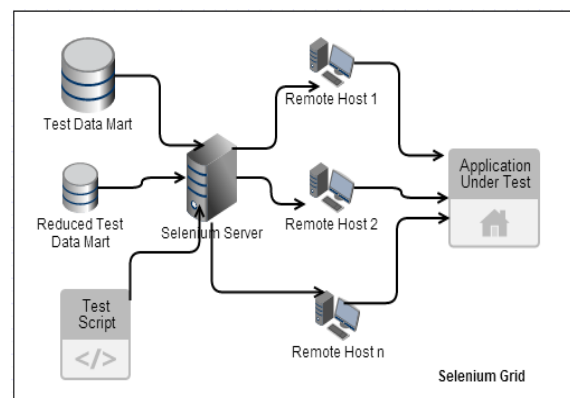 Test Data Mart
Reduced Test
Data Mart
Test
Script
</>
Selenium Server
Remote Host 1
Remote Host 2
Remote Host n
Application
Under Test
Selenium Grid